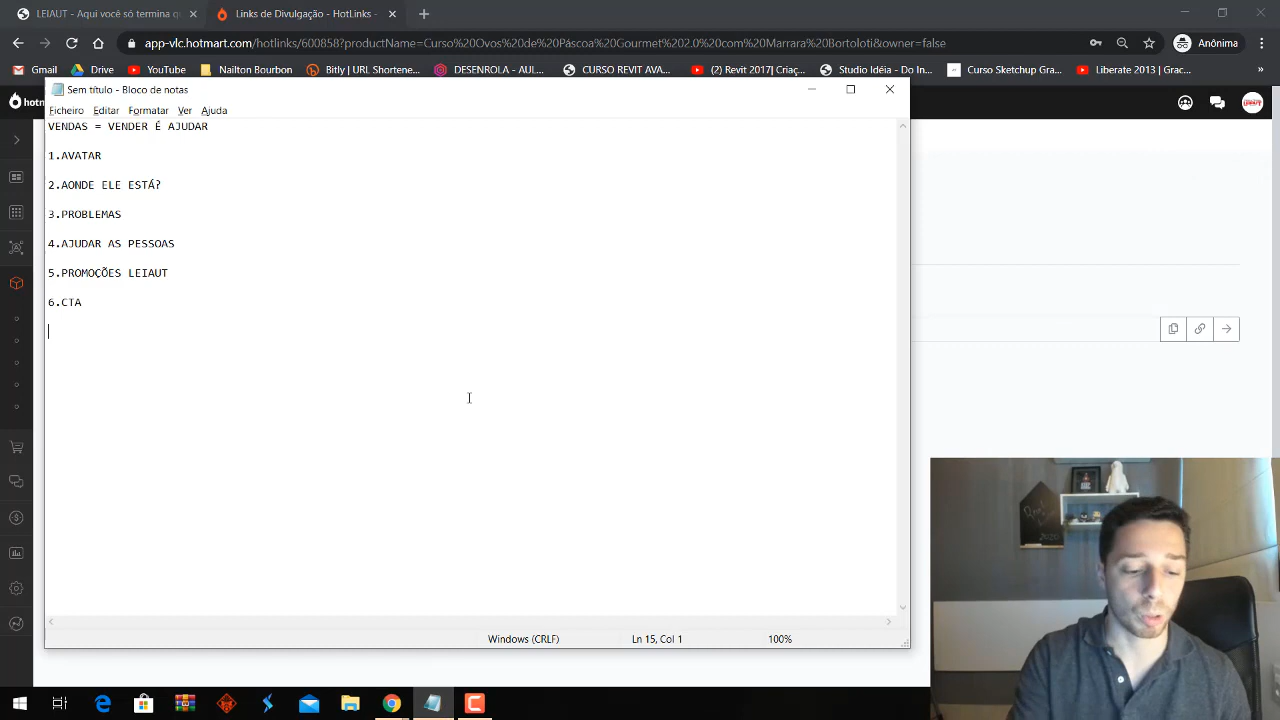 LEIAUT - Aqui você só termina q
Links de Divulgação - HotLinks -
app-vlc.hotmart.com/hotlinks/600858?productName=Curso%20Ovos%20de%20Páscoa%20Gourmet%202.0%20com%20Marrara%20Bortoloti&owner=false
Anônima
Gmail
Drive
YouTube
Nailton Bourbon
Bitly | URL Shortene...
DESENROLA - AUL...
CURSO REVIT AVA...
(2) Revit 2017| Criaç...
Studio Idéia - Do In...
Curso Sketchup Gra...
Liberate 2013 | Grac...
»
Sem título - Bloco de notas
Ficheiro Editar Formatar Ver Ajuda
VENDAS = VENDER É AJUDAR
1.AVATAR
2.AONDE ELE ESTÁ?
3.PROBLEMAS
4.AJUDAR AS PESSOAS
5.PROMOÇÕES LEIAUT
6.CTA
Windows (CRLF)
Ln 15, Col 1
100%